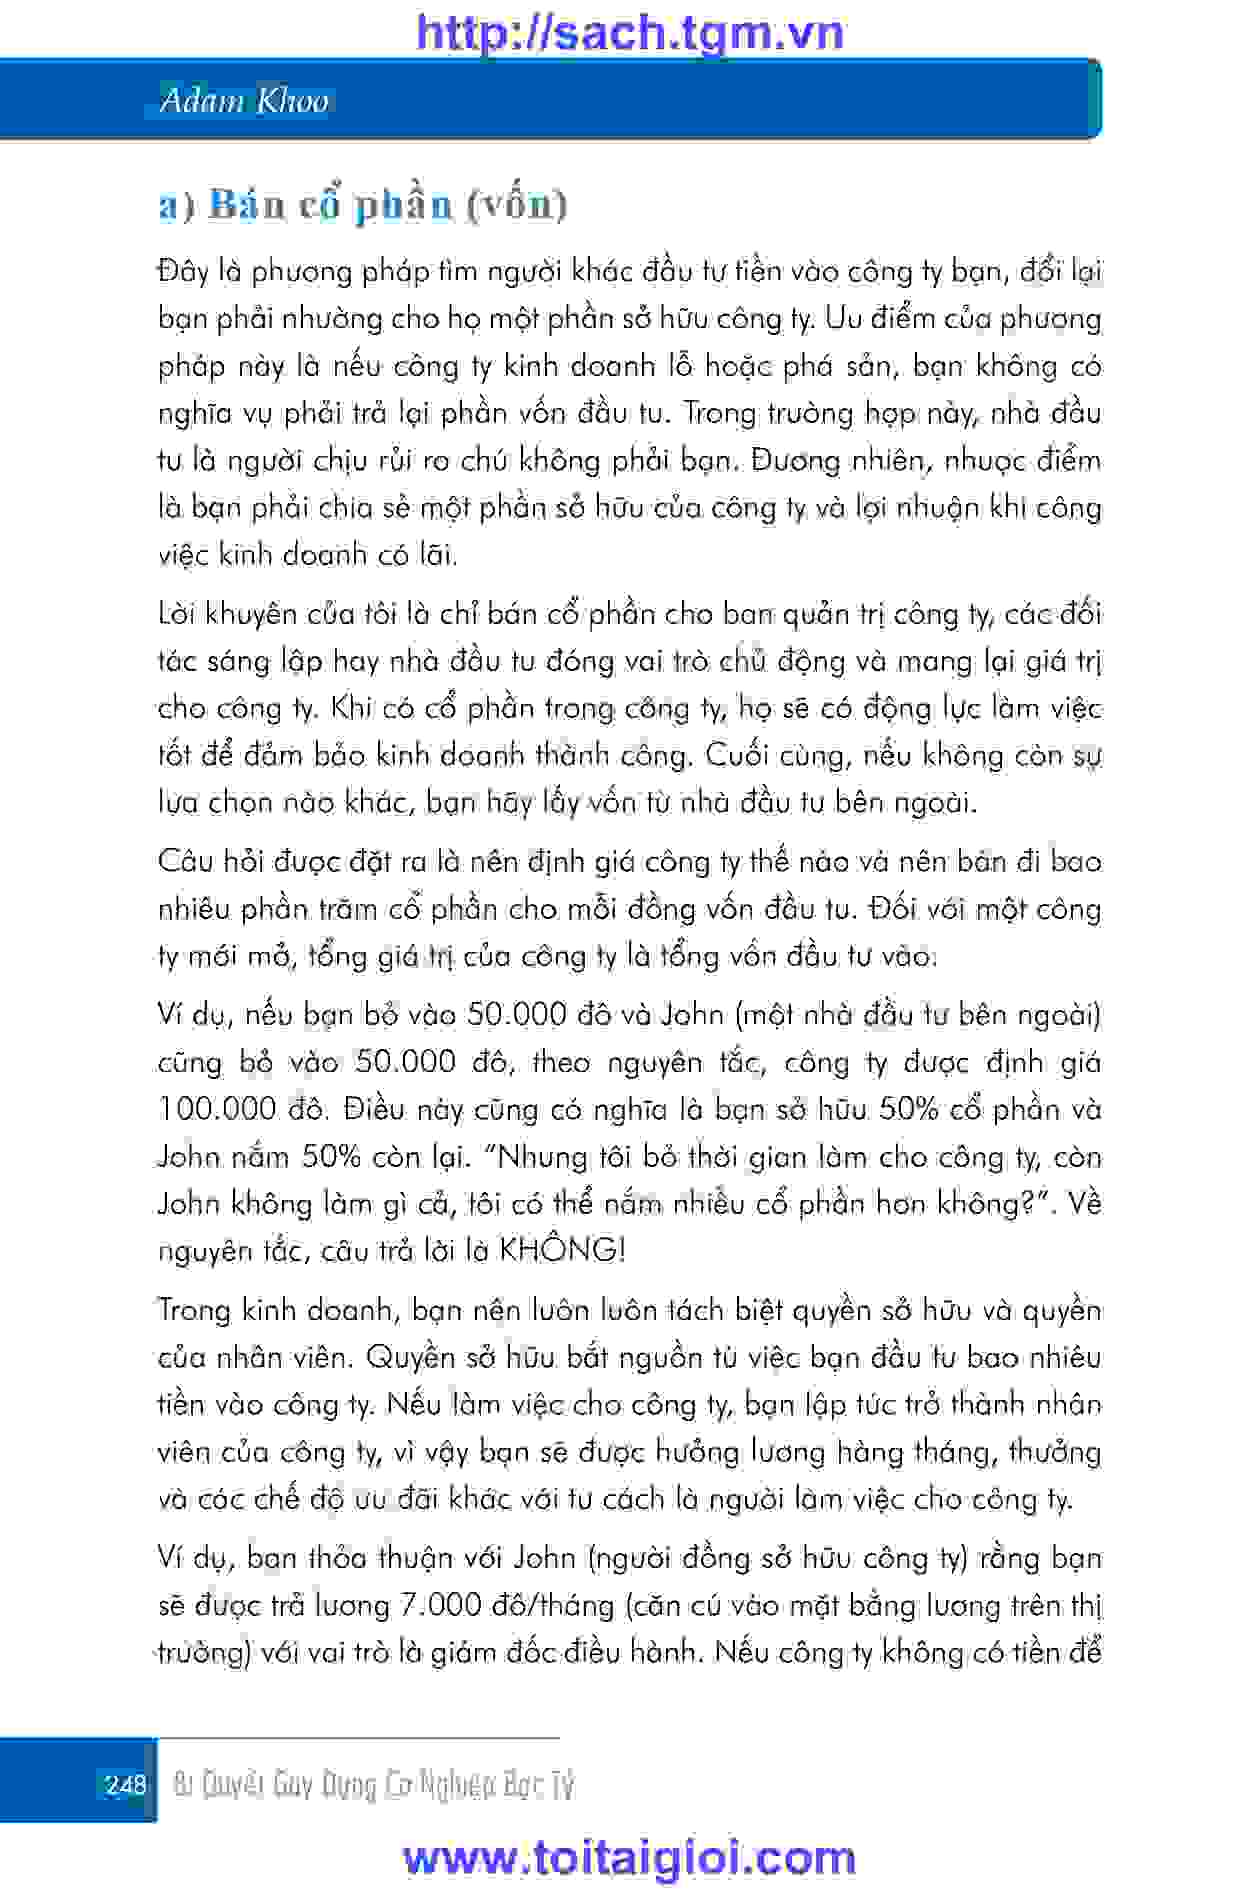 http://sach.tgm.vn
Adam Khoo
a) Bán cổ phần (vốn)
Đây là phương pháp tìm người khác đầu tư tiền vào công ty bạn, đổi lại
bạn phải nhường cho họ một phần sở hữu công ty. Ưu điểm của phương
pháp này là nếu công ty kinh doanh lỗ hoặc phá sản, bạn không có
nghĩa vụ phải trả lại phần vốn đầu tư. Trong trường hợp này, nhà đầu
tư là người chịu rủi ro chứ không phải bạn. Đương nhiên, nhược điểm
là bạn phải chia sẻ một phần sở hữu của công ty và lợi nhuận khi công
việc kinh doanh có lãi.
Lời khuyên của tôi là chỉ bán cổ phần cho ban quản trị công ty, các đối
tác sáng lập hay nhà đầu tư đóng vai trò chủ động và mang lại giá trị
cho công ty. Khi có cổ phần trong công ty, họ sẽ có động lực làm việc
tốt để đảm bảo kinh doanh thành công. Cuối cùng, nếu không còn sự
lựa chọn nào khác, bạn hãy lấy vốn từ nhà đầu tư bên ngoài.
Câu hỏi được đặt ra là nên định giá công ty thế nào và nên bán đi bao
nhiêu phần trăm cổ phần cho mỗi đồng vốn đầu tư. Đối với một công
ty mới mở, tổng giá trị của công ty là tổng vốn đầu tư vào.
Ví dụ, nếu bạn bỏ vào 50.000 đô và John (một nhà đầu tư bên ngoài)
cũng bỏ vào 50.000 đô, theo nguyên tắc, công ty được định giá
100.000 đô. Điều này cũng có nghĩa là bạn sở hữu 50% cổ phần và
John nắm 50% còn lại. “Nhưng tôi bỏ thời gian làm cho công ty, còn
John không làm gì cả, tôi có thể nắm nhiều cổ phần hơn không?”. Về
nguyên tắc, câu trả lời là KHÔNG!
Trong kinh doanh, bạn nên luôn luôn tách biệt quyền sở hữu và quyền
của nhân viên. Quyền sở hữu bắt nguồn từ việc bạn đầu tư bao nhiêu
tiền vào công ty. Nếu làm việc cho công ty, bạn lập tức trở thành nhân
viên của công ty, vì vậy bạn sẽ được hưởng lương hàng tháng, thưởng
và các chế độ ưu đãi khác với tư cách là người làm việc cho công ty.
Ví dụ, bạn thỏa thuận với John (người đồng sở hữu công ty) rằng bạn
sẽ được trả lương 7.000 đô/tháng (căn cứ vào mặt bằng lương trên thị
trường) với vai trò là giám đốc điều hành. Nếu công ty không có tiền để
248 Bí Quyết Gây Dựng Cơ Nghiệp Bạc Tỷ
www.toitaigioi.com